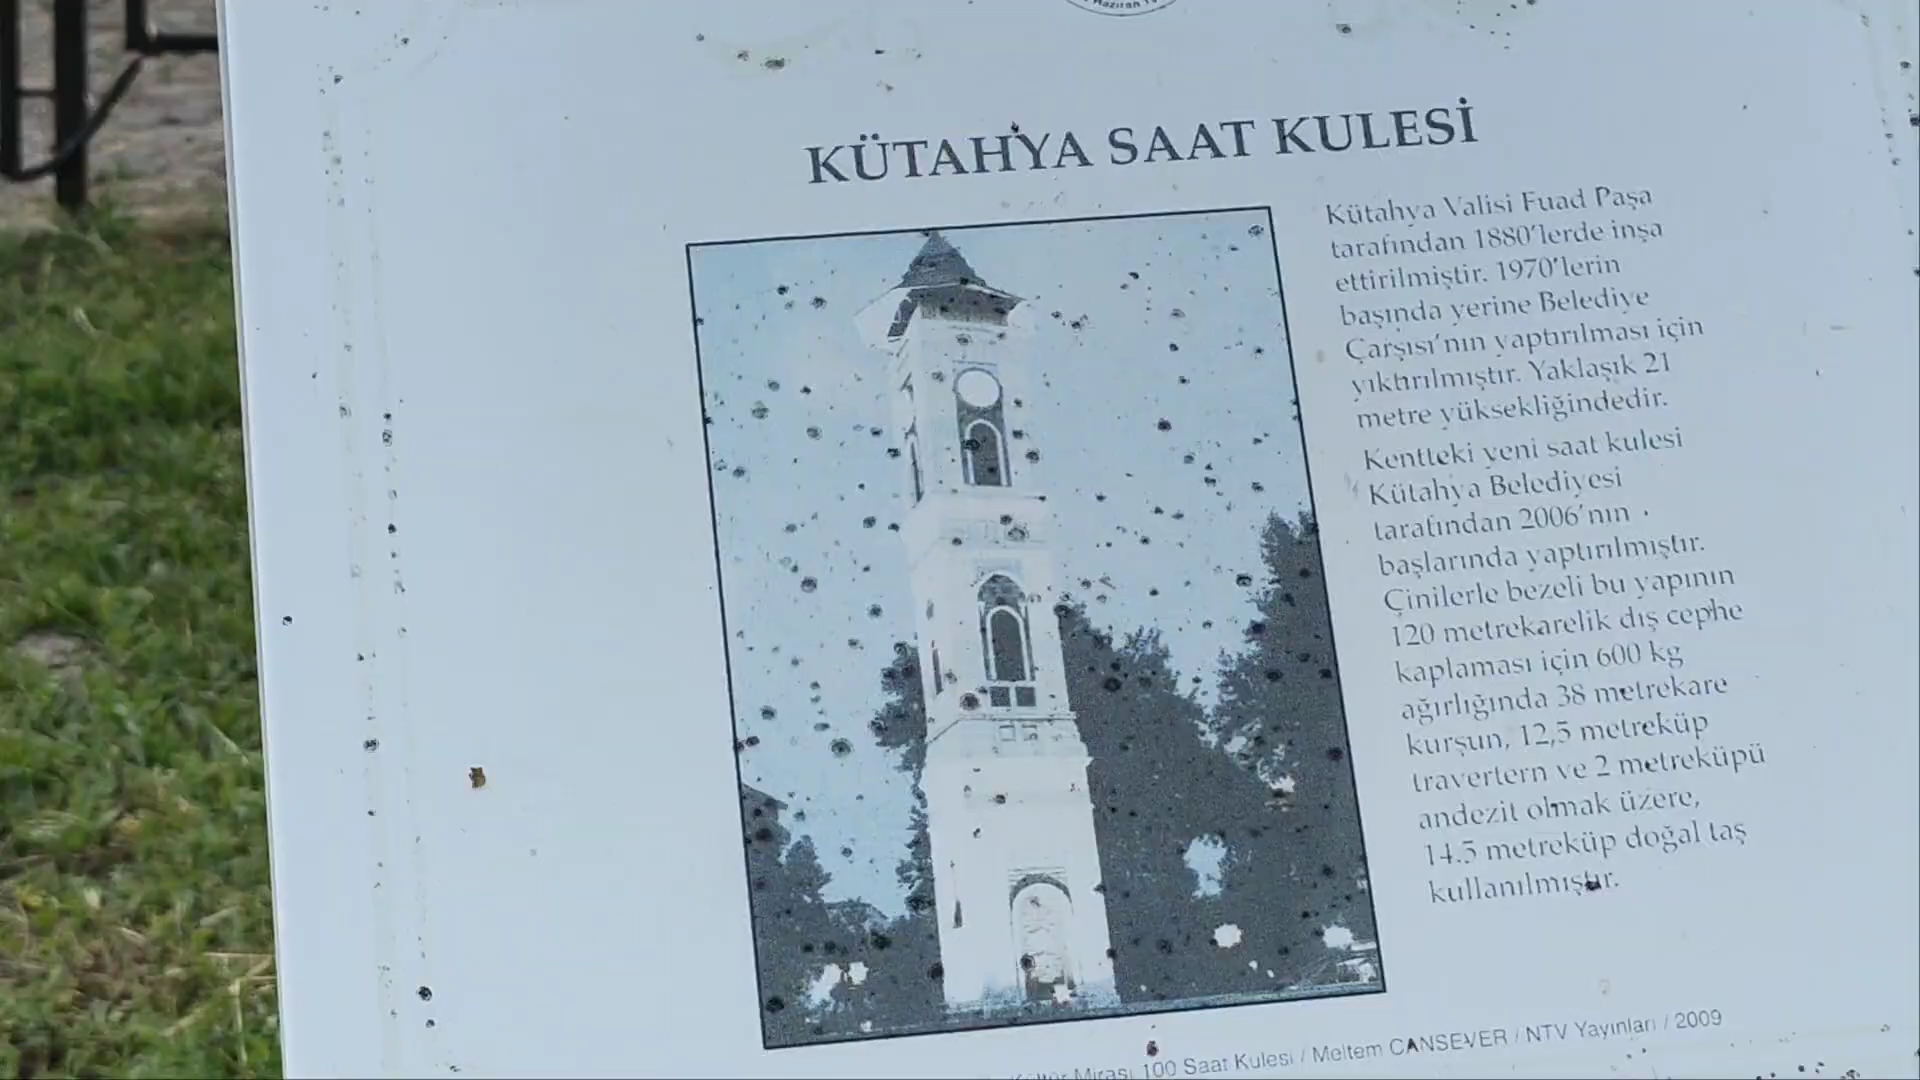 Haziran
KÜTAHYA SAAT KULESİ
Kütahya Valisi Fuad Paşa
tarafından 1880'lerde inşa
ettirilmiştir. 1970'lerin
başında yerine Belediye
Çarşısı'nın yaptırılması için
yıktırılmıştır. Yaklaşık 21
metre yüksekliğindedir.
Kentteki yeni saat kulesi
Kütahya Belediyesi
tarafından 2006'nın
başlarında yaptırılmıştır.
Çinilerle bezeli bu yapının
120 metrekarelik dış cephe
kaplaması için 600 kg
ağırlığında 38 metrekare
kurşun, 12,5 metreküp
travertern ve 2 metreküpü
andezit olmak üzere,
14.5 metreküp doğal taş
kullanılmıştır.
Mirası 100 Saat Kulesi / Meltem CANSEVER / NTV Yayınları / 2009